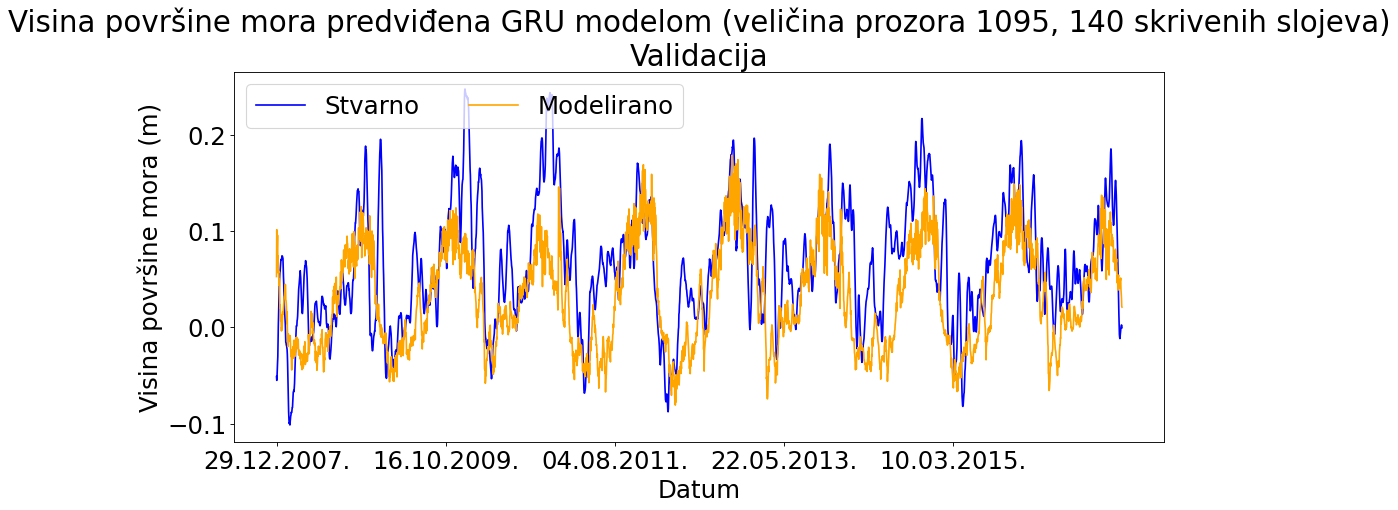 Visina površine mora predviđena GRU modelom (veličina prozora 1095, 140 skrivenih slojeva)
Validacija
Stvarno
Modelirano
Visina površine mora (m)
0.2
0.1
0.0
−0.1
29.12.2007.
16.10.2009.
04.08.2011.
22.05.2013.
10.03.2015.
Datum